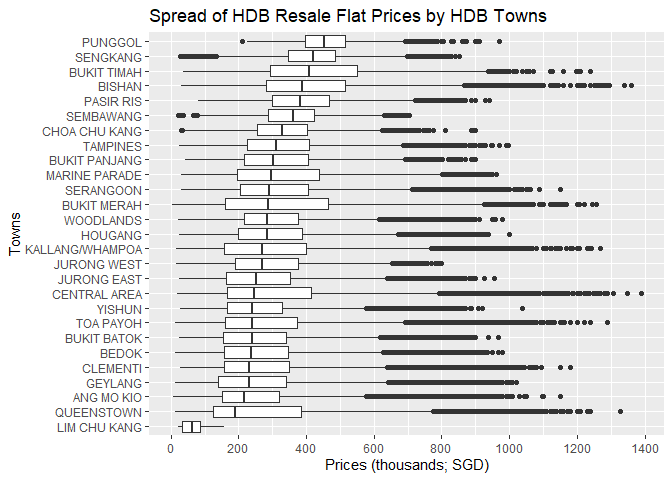 Spread of HDB Resale Flat Prices by HDB Towns
PUNGGOL
SENGKANG
BUKIT TIMAH
BISHAN
PASIR RIS
SEMBAWANG
CHOA CHU KANG
TAMPINES
BUKIT PANJANG
MARINE PARADE
SERANGOON
BUKIT MERAH
WOODLANDS
HOUGANG
KALLANG/WHAMPOA
JURONG WEST
JURONG EAST
CENTRAL AREA
YISHUN
TOA PAYOH
BUKIT BATOK
BEDOK
CLEMENTI
GEYLANG
ANG MO KIO
QUEENSTOWN
LIM CHU KANG
Towns
0 200 400 600 800 1000 1200 1400
Prices (thousands; SGD)